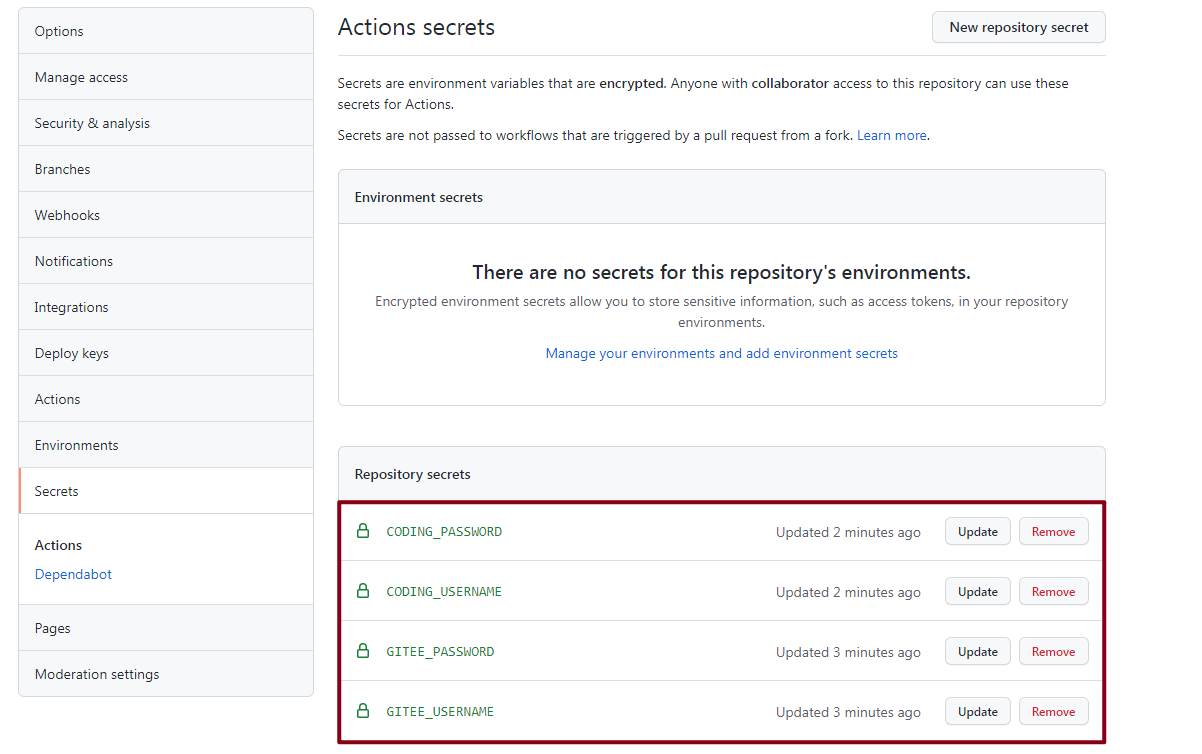 Options
Manage access
Security & analysis
Branches
Webhooks
Notifications
Integrations
Deploy keys
Actions
Environments
Secrets
Actions
Dependabot
Pages
Moderation settings
Actions secrets
New repository secret
Secrets are environment variables that are encrypted. Anyone with collaborator access to this repository can use these
secrets for Actions.
Secrets are not passed to workflows that are triggered by a pull request from a fork. Learn more.
Environment secrets
There are no secrets for this repository's environments.
Encrypted environment secrets allow you to store sensitive information, such as access tokens, in your repository
environments.
Manage your environments and add environment secrets
Repository secrets
CODING_PASSWORD Updated 2 minutes ago Update Remove
CODING_USERNAME Updated 2 minutes ago Update Remove
GITEE_PASSWORD Updated 3 minutes ago Update Remove
GITEE_USERNAME Updated 3 minutes ago Update Remove